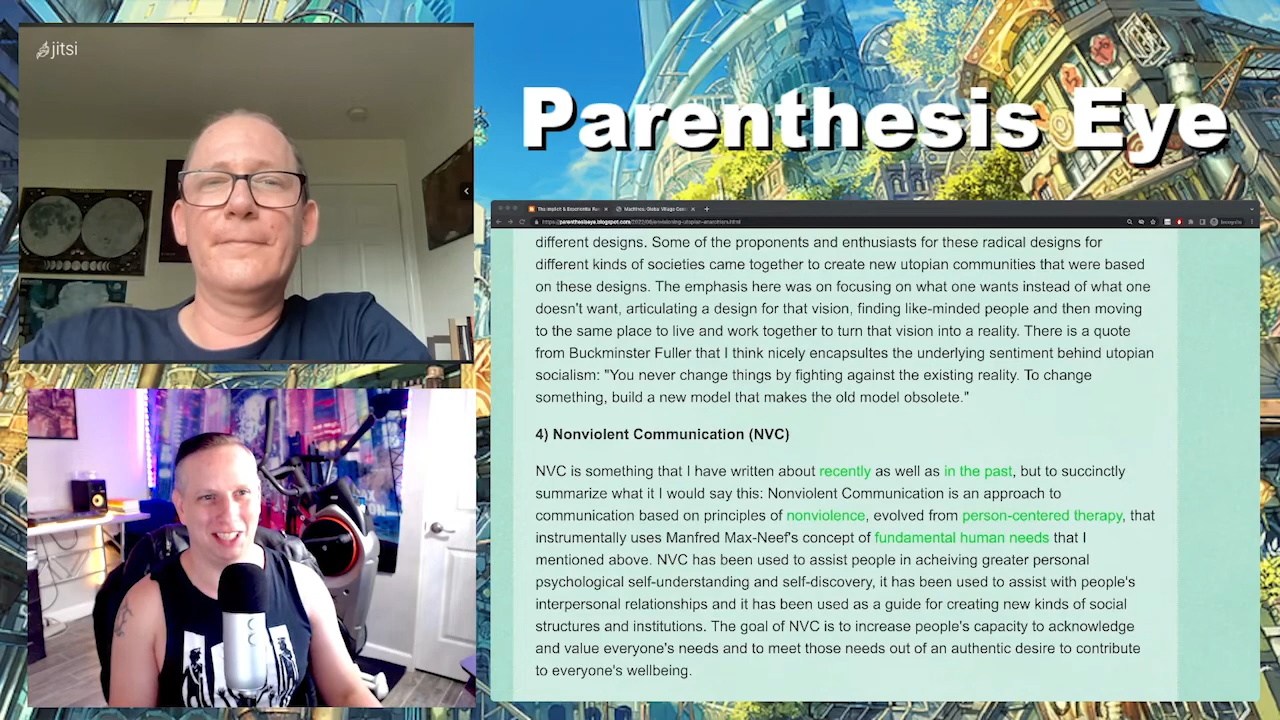 jitsi
Parenthesis Eye
https://parenthesiseye.blogspot.com/2022/06/envisioning-utopian-anarchism.html
different designs. Some of the proponents and enthusiasts for these radical designs for
different kinds of societies came together to create new utopian communities that were based
on these designs. The emphasis here was on focusing on what one wants instead of what one
doesn't want, articulating a design for that vision, finding like-minded people and then moving
to the same place to live and work together to turn that vision into a reality. There is a quote
from Buckminster Fuller that I think nicely encapsultes the underlying sentiment behind utopian
socialism: "You never change things by fighting against the existing reality. To change
something, build a new model that makes the old model obsolete."
4) Nonviolent Communication (NVC)
NVC is something that I have written about recently as well as in the past, but to succinctly
summarize what it I would say this: Nonviolent Communication is an approach to
communication based on principles of nonviolence, evolved from person-centered therapy, that
instrumentally uses Manfred Max-Neef's concept of fundamental human needs that I
mentioned above. NVC has been used to assist people in acheiving greater personal
psychological self-understanding and self-discovery, it has been used to assist with people's
interpersonal relationships and it has been used as a guide for creating new kinds of social
structures and institutions. The goal of NVC is to increase people's capacity to acknowledge
and value everyone's needs and to meet those needs out of an authentic desire to contribute
to everyone's wellbeing.